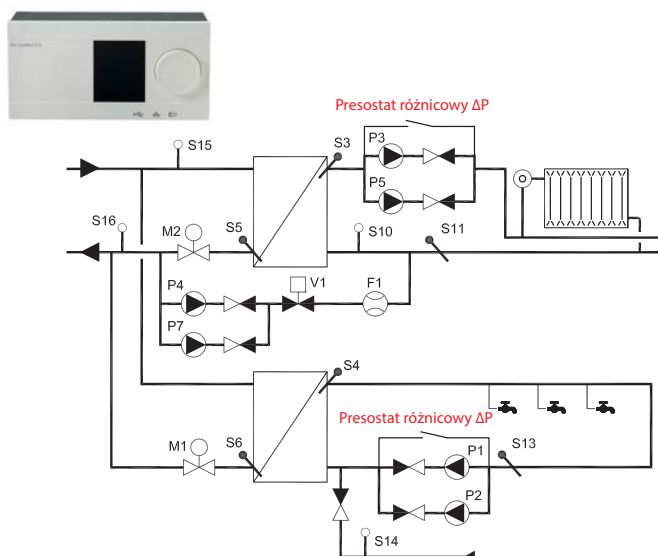 Presostat różnicowy ΔP
S15
S3
P3
P5
S16
M2
S5
S10
S11
P4
P7
V1
F1
S4
Presostat różnicowy ΔP
M1
S6
P1
S13
P2
S14